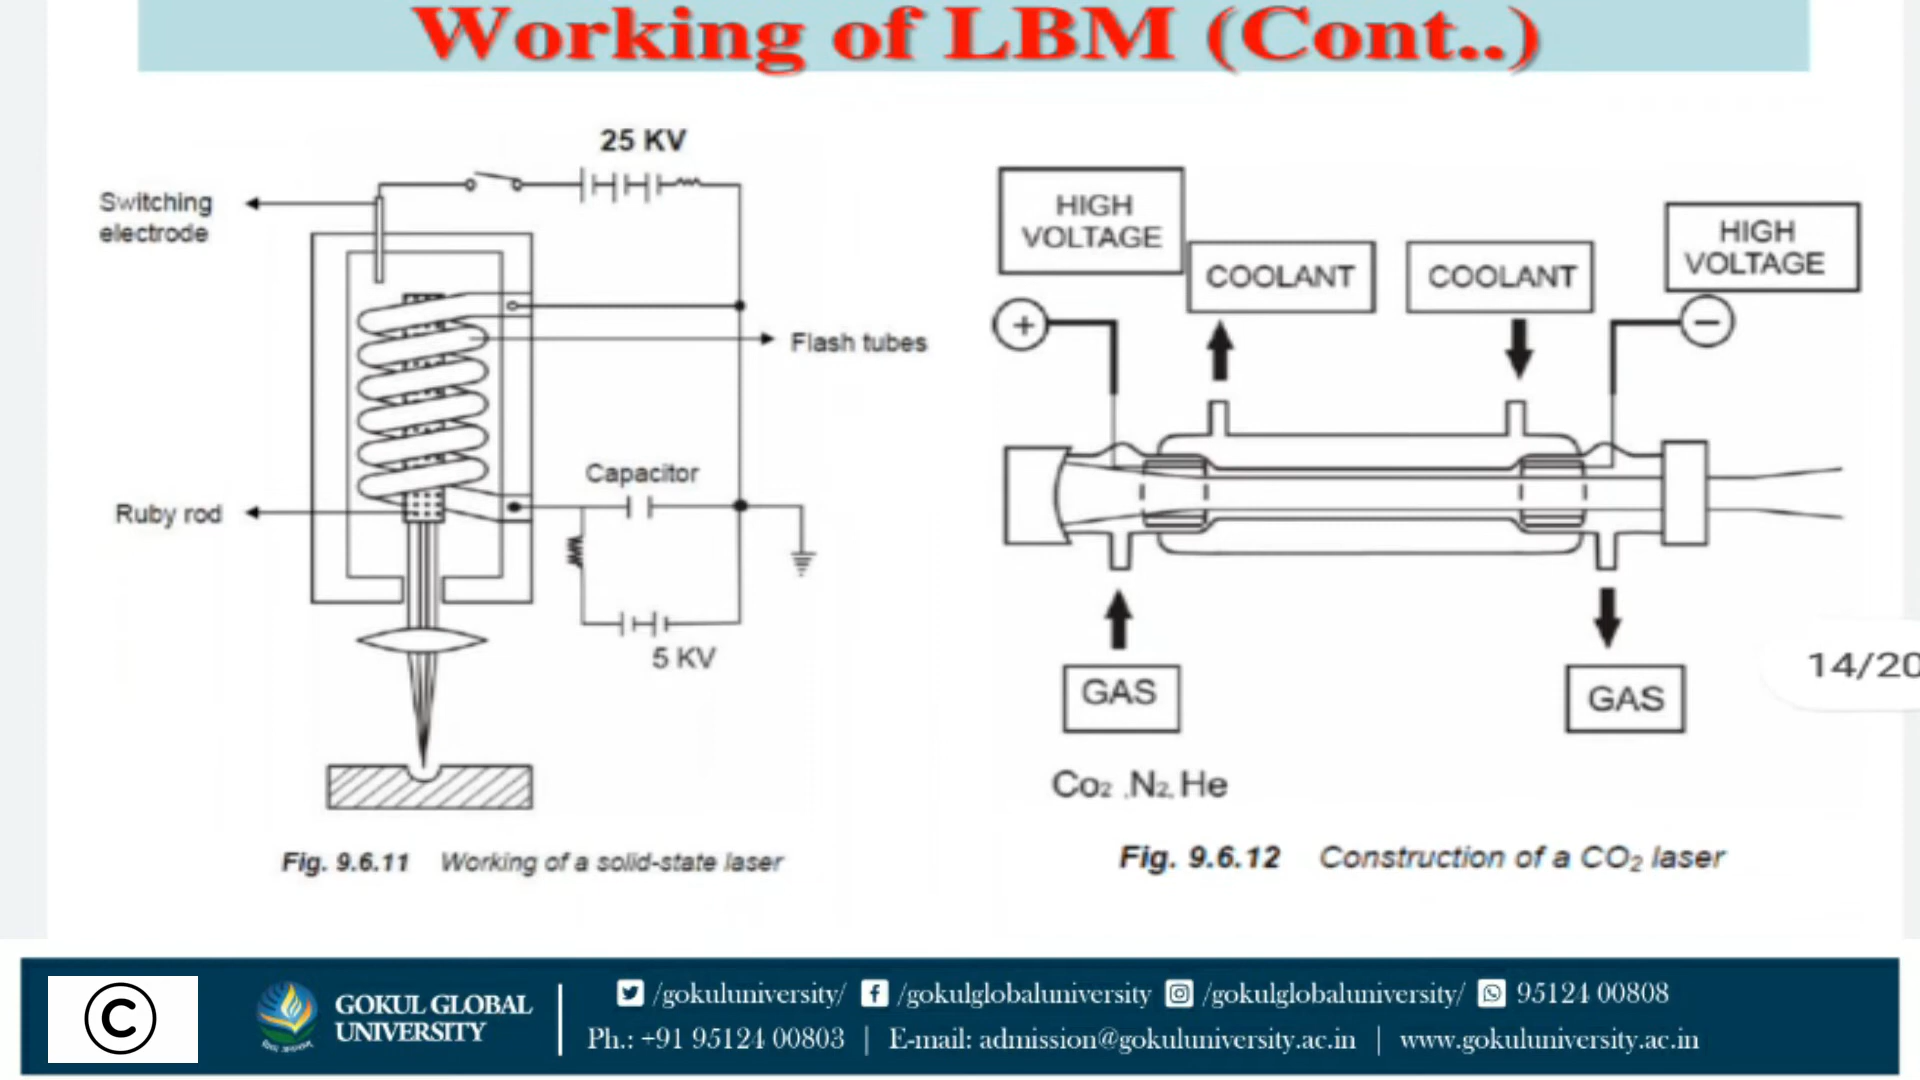 Working of LBM (Cont..)
25 KV
Switching
electrode
Flash tubes
Capacitor
Ruby rod
5 KV
Fig. 9.6.11 Working of a solid-state laser
HIGH
VOLTAGE
COOLANT
COOLANT
HIGH
VOLTAGE
+
−
GAS
GAS
Co₂ .N₂, He
Fig. 9.6.12 Construction of a CO₂ laser
14/20
©
GOKUL GLOBAL
UNIVERSITY
/gokuluniversity/ /gokulglobaluniversity /gokulglobaluniversity/ 95124 00808
Ph.: +91 95124 00803 | E-mail: admission@gokuluniversity.ac.in | www.gokuluniversity.ac.in